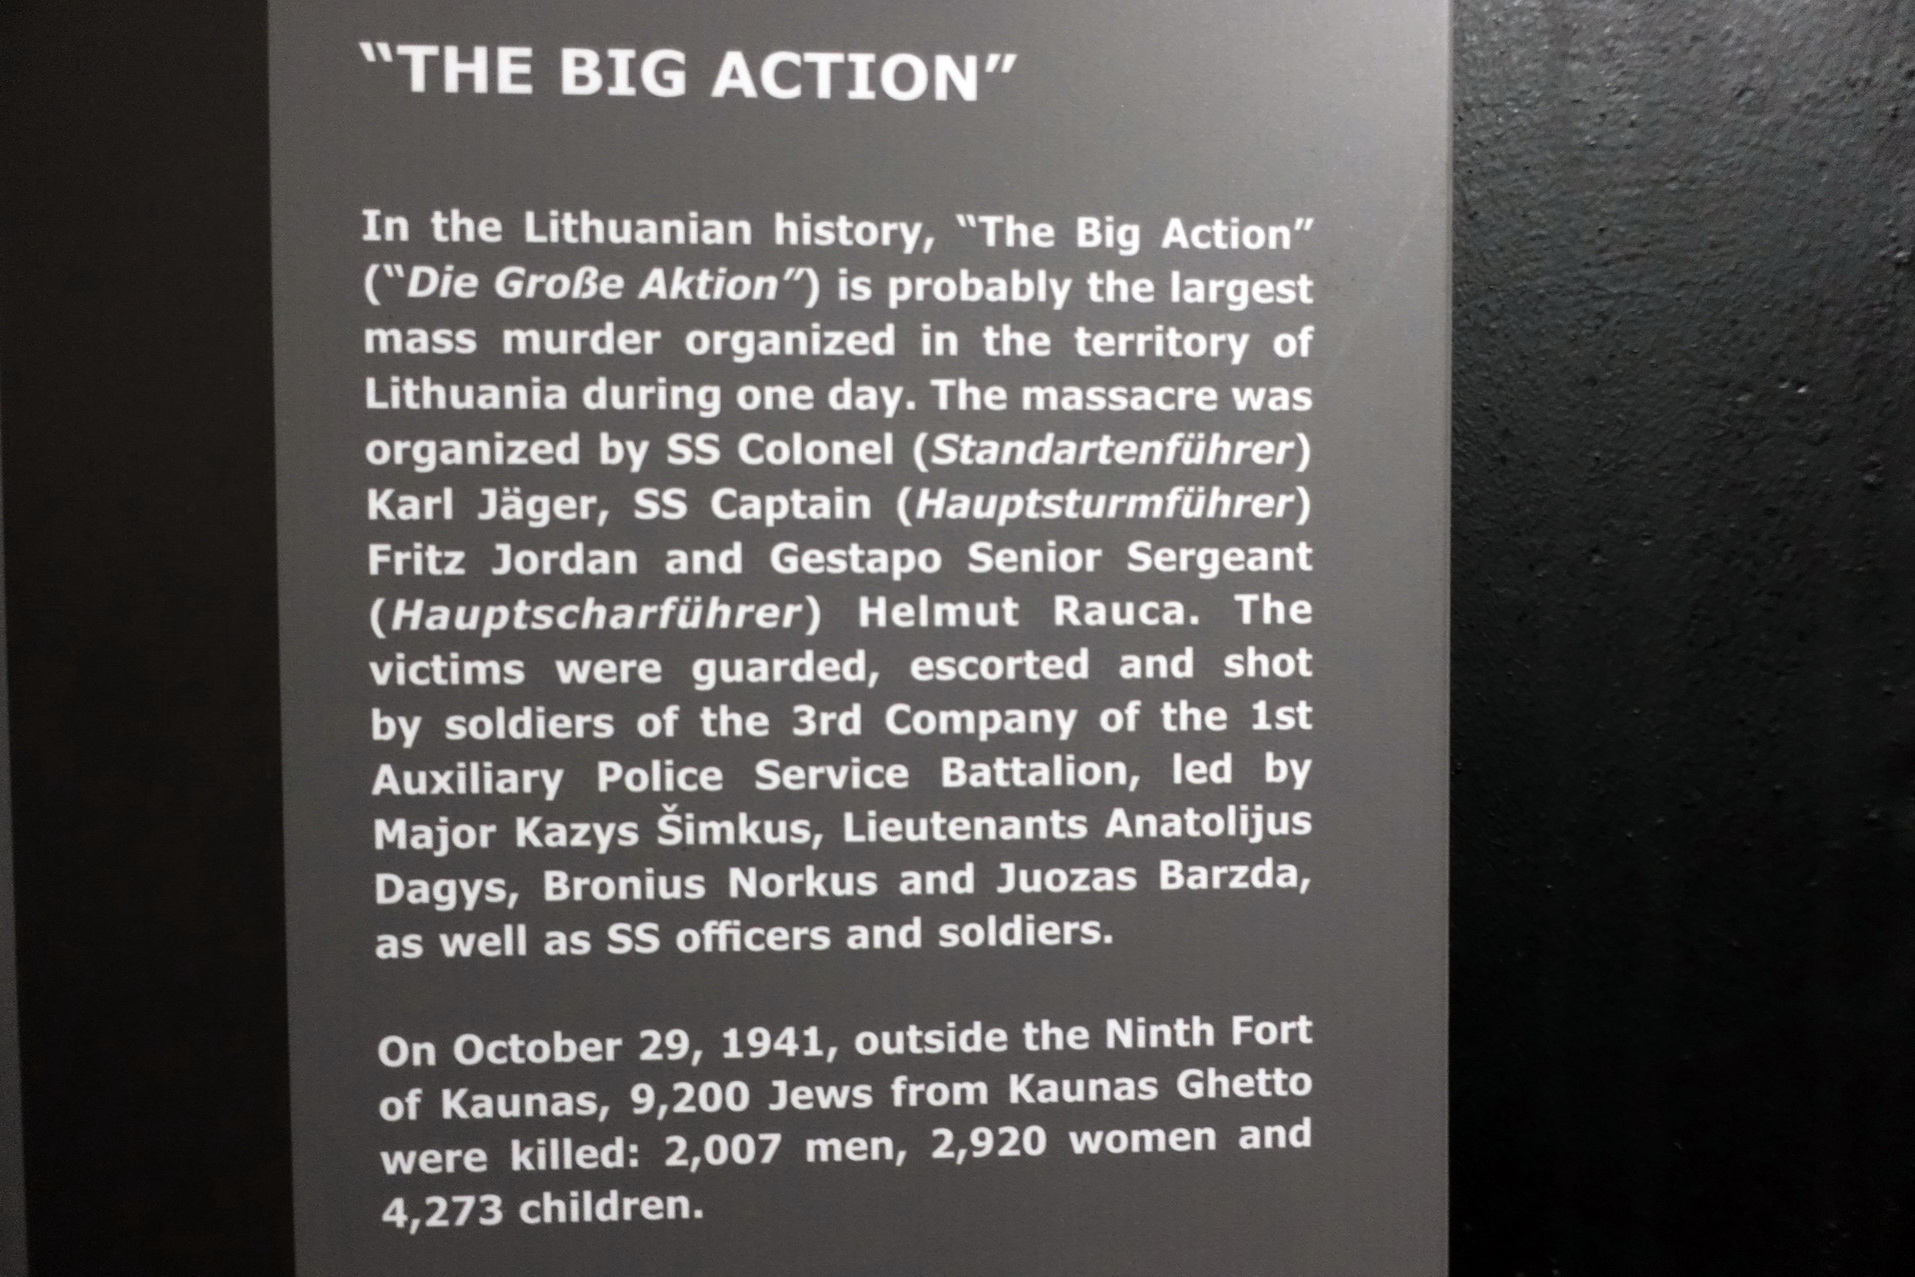 “THE BIG ACTION”
In the Lithuanian history, “The Big Action”
(“Die Große Aktion”) is probably the largest
mass murder organized in the territory of
Lithuania during one day. The massacre was
organized by SS Colonel (Standartenführer)
Karl Jäger, SS Captain (Hauptsturmführer)
Fritz Jordan and Gestapo Senior Sergeant
(Hauptscharführer) Helmut Rauca. The
victims were guarded, escorted and shot
by soldiers of the 3rd Company of the 1st
Auxiliary Police Service Battalion, led by
Major Kazys Šimkus, Lieutenants Anatolijus
Dagys, Bronius Norkus and Juozas Barzda,
as well as SS officers and soldiers.
On October 29, 1941, outside the Ninth Fort
of Kaunas, 9,200 Jews from Kaunas Ghetto
were killed: 2,007 men, 2,920 women and
4,273 children.